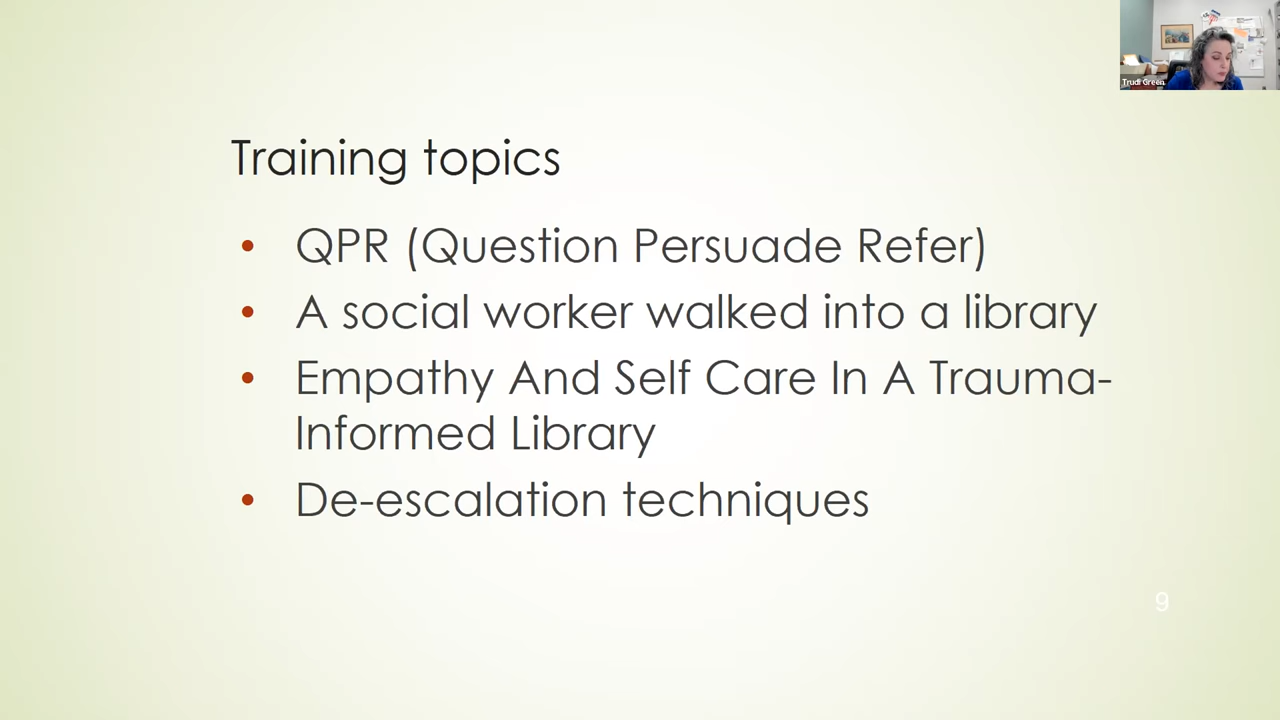 Trudi Green
Training topics
• QPR (Question Persuade Refer)
• A social worker walked into a library
• Empathy And Self Care In A Trauma-
Informed Library
• De-escalation techniques
9